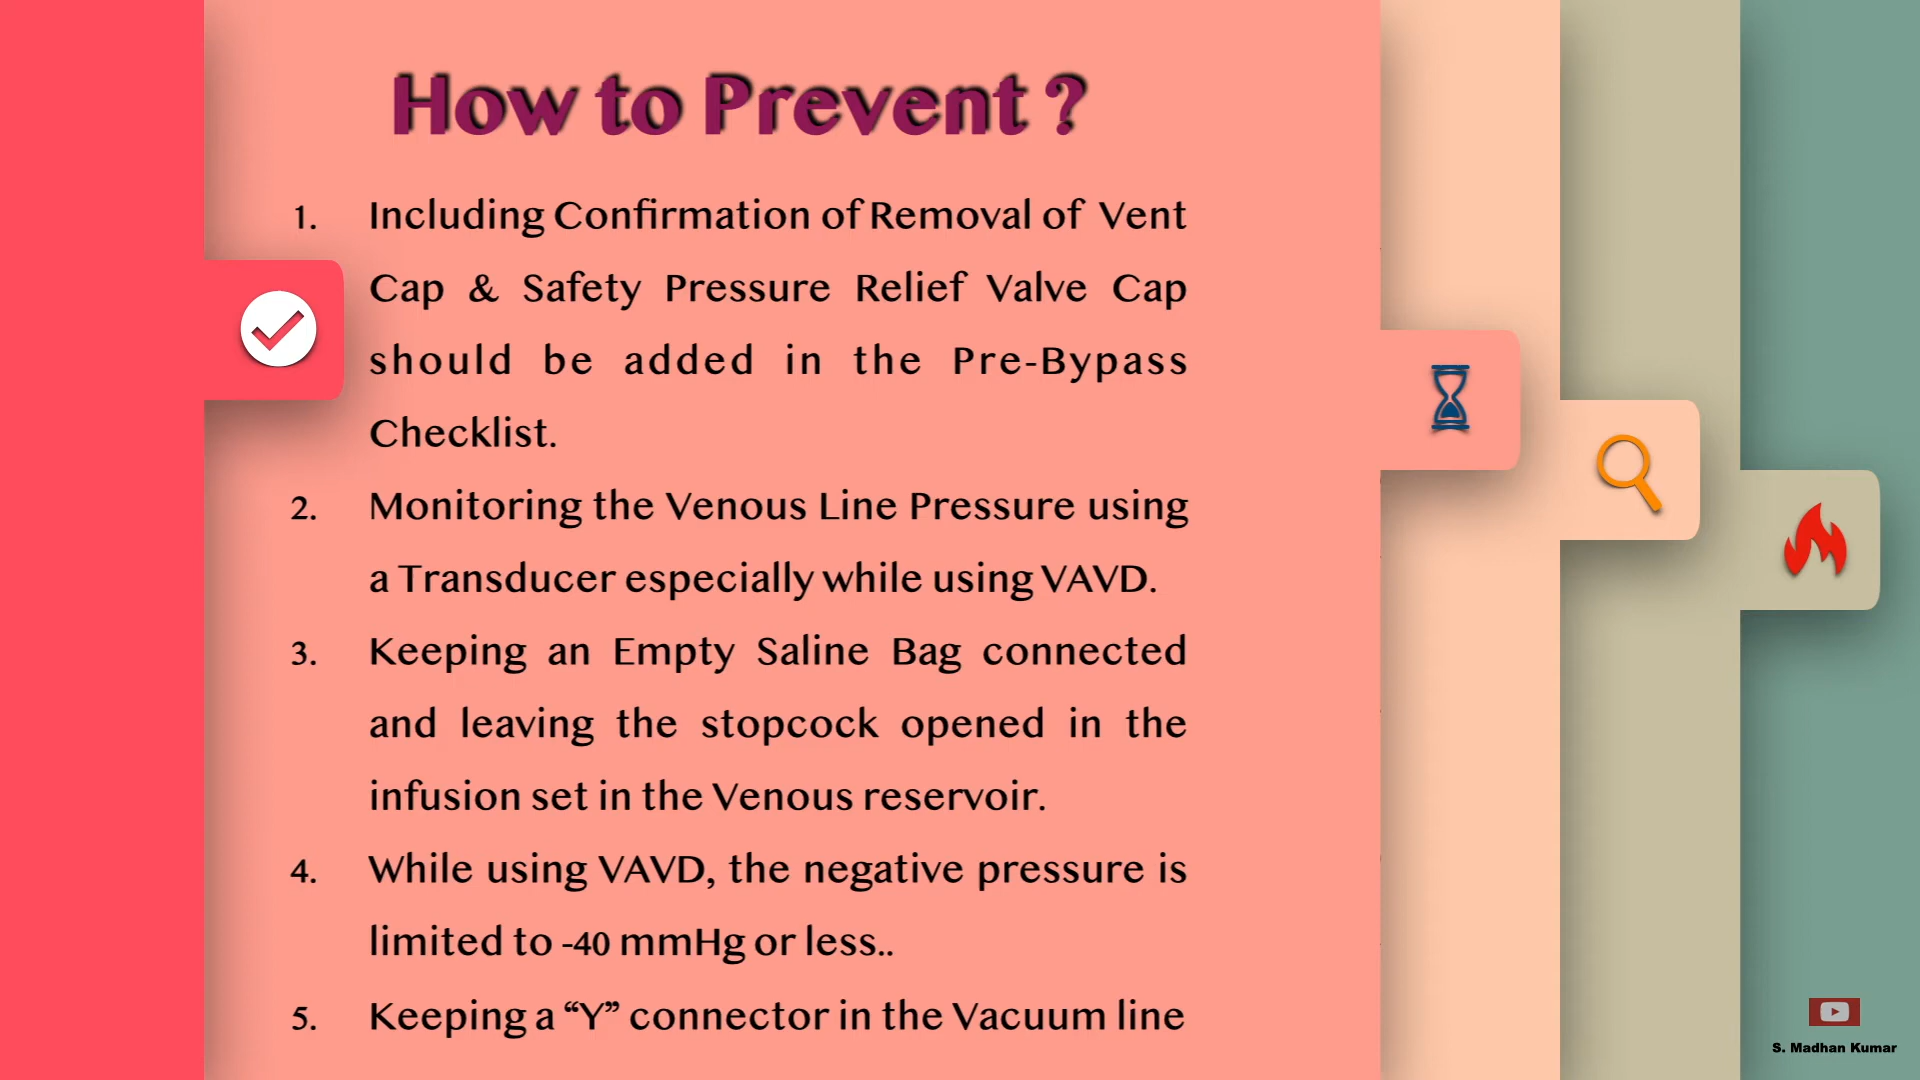 How to Prevent ?
1. Including Confirmation of Removal of Vent
Cap & Safety Pressure Relief Valve Cap
should be added in the Pre-Bypass
Checklist.
2. Monitoring the Venous Line Pressure using
a Transducer especially while using VAVD.
3. Keeping an Empty Saline Bag connected
and leaving the stopcock opened in the
infusion set in the Venous reservoir.
4. While using VAVD, the negative pressure is
limited to -40 mmHg or less..
5. Keeping a “Y” connector in the Vacuum line
S. Madhan Kumar